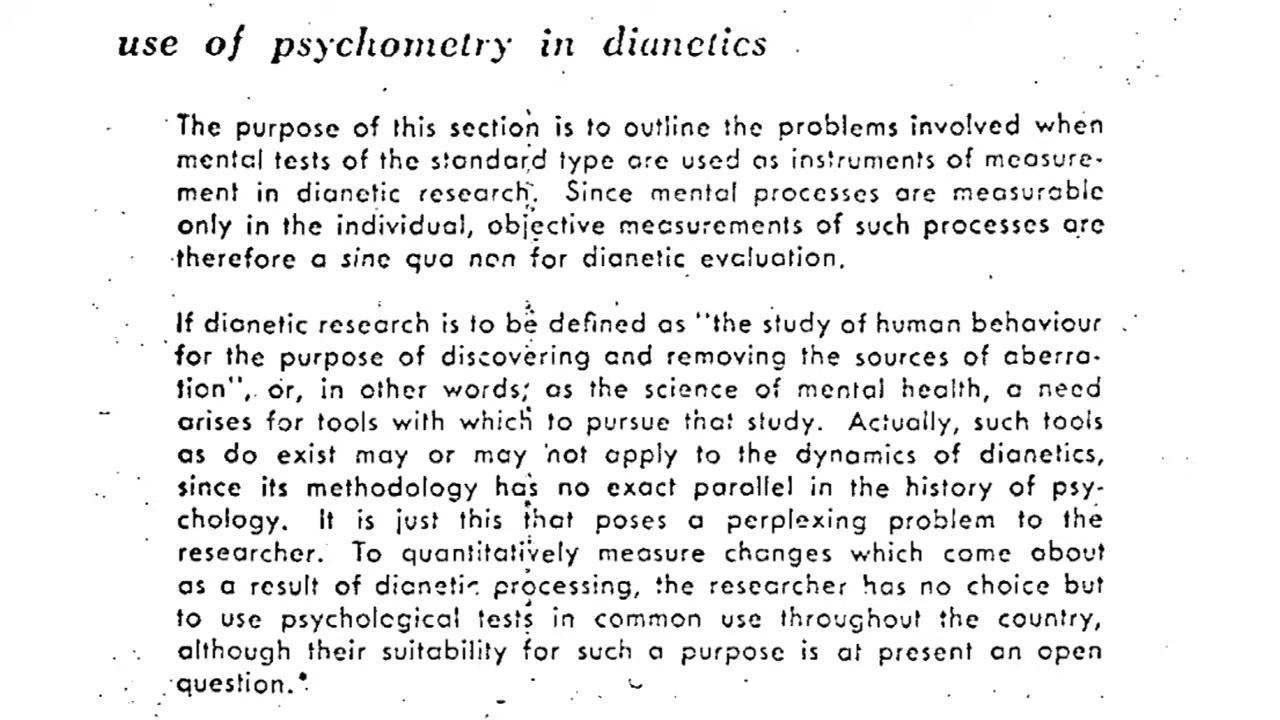 use of psychometry in dianetics
The purpose of this section is to outline the problems involved when
mental tests of the standard type are used as instruments of measure-
ment in dianetic research. Since mental processes are measurable
only in the individual, objective measurements of such processes are
therefore a sine qua non for dianetic evaluation.
If dianetic research is to be defined as "the study of human behaviour
for the purpose of discovering and removing the sources of aberra-
tion", or, in other words; as the science of mental health, a need
arises for tools with which to pursue that study. Actually, such tools
as do exist may or may not apply to the dynamics of dianetics,
since its methodology has no exact parallel in the history of psy-
chology. It is just this that poses a perplexing problem to the
researcher. To quantitatively measure changes which come about
as a result of dianetic processing, the researcher has no choice but
to use psychological tests in common use throughout the country,
although their suitability for such a purpose is at present an open
question.*